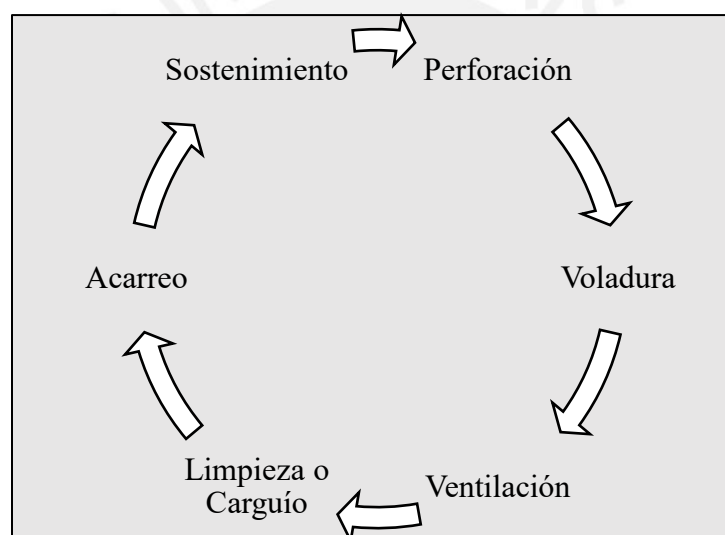 Sostenimiento
Perforación
Voladura
Ventilación
Limpieza o
Carguío
Acarreo